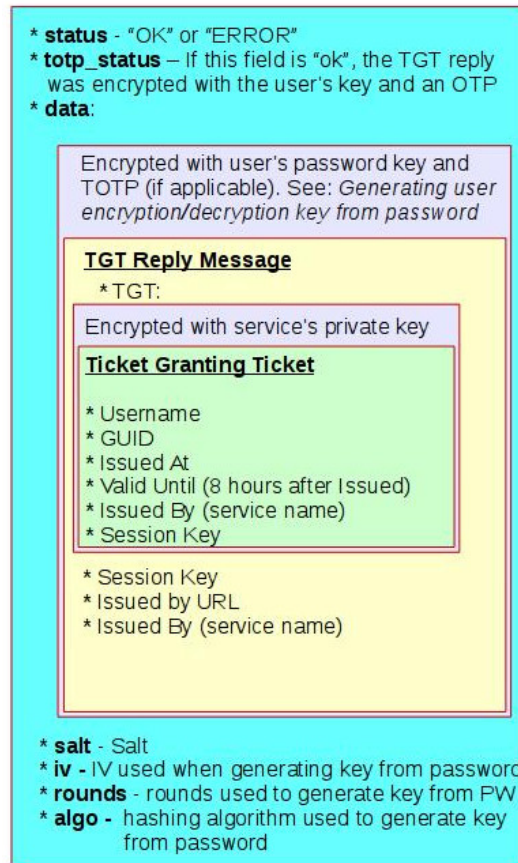 * status - "OK" or "ERROR"
* totp_status – If this field is "ok", the TGT reply
was encrypted with the user's key and an OTP
* data:
Encrypted with user's password key and
TOTP (if applicable). See: Generating user
encryption/decryption key from password
TGT Reply Message
* TGT:
Encrypted with service's private key
Ticket Granting Ticket
* Username
* GUID
* Issued At
* Valid Until (8 hours after Issued)
* Issued By (service name)
* Session Key
* Session Key
* Issued by URL
* Issued By (service name)
* salt - Salt
* iv - IV used when generating key from password
* rounds - rounds used to generate key from PW
* algo - hashing algorithm used to generate key
from password